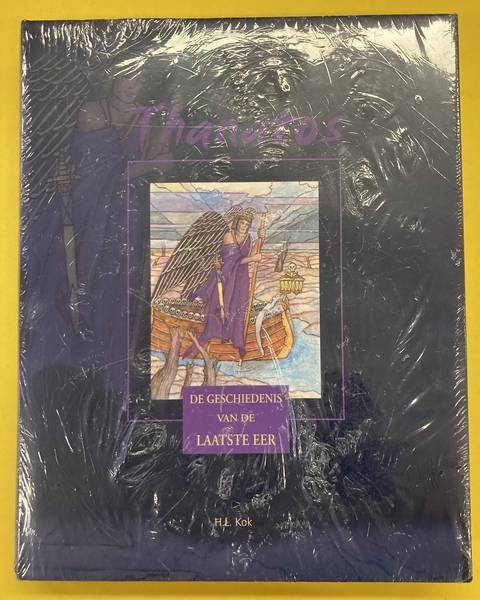 Thanatos
DE GESCHIEDENIS
VAN DE
LAATSTE EER
H.L. Kok